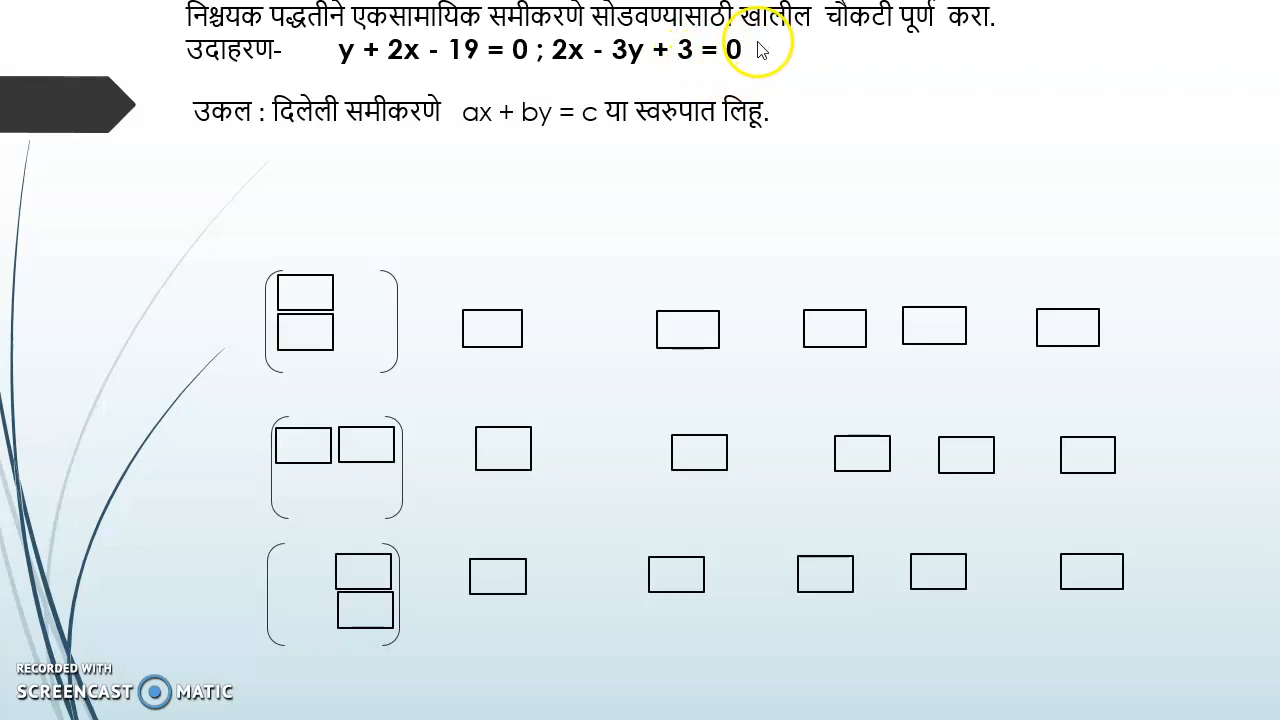 निश्चयक पद्धतीने एकसामायिक समीकरणे सोडवण्यासाठी खालील चौकटी पूर्ण करा.
उदाहरण- y + 2x - 19 = 0 ; 2x - 3y + 3 = 0
उकल : दिलेली समीकरणे ax + by = c या स्वरुपात लिहू.
RECORDED WITH
SCREENCAST MATIC